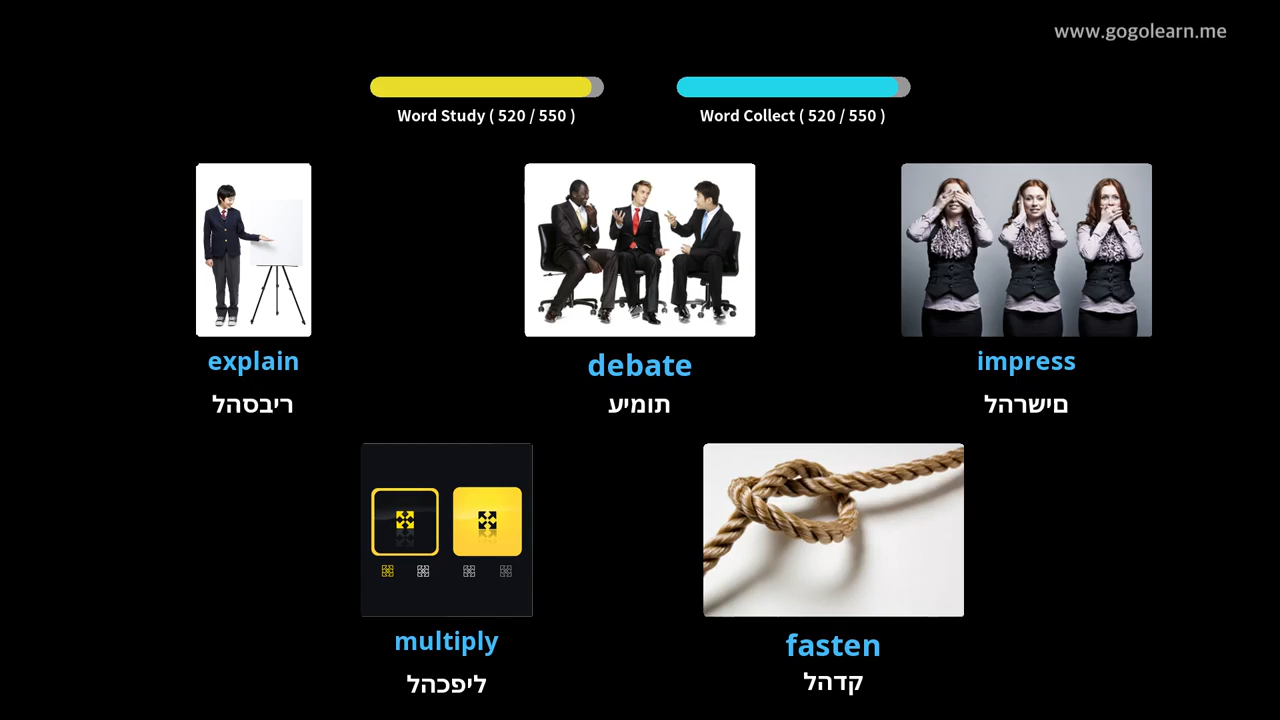 www.gogolearn.me
Word Study ( 520 / 550 )
Word Collect ( 520 / 550 )
explain
ריבסהל
debate
תומיע
impress
םישרהל
multiply
ליפכהל
fasten
קדהל